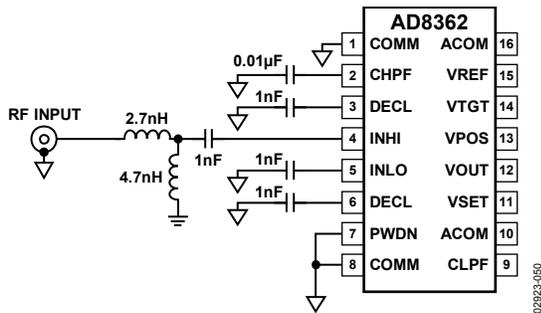 AD8362
1 COMM ACOM 16
0.01µF
2 CHPF VREF 15
1nF
3 DECL VTGT 14
RF INPUT
2.7nH
4 INHI VPOS 13
1nF
4.7nH
1nF
5 INLO VOUT 12
1nF
6 DECL VSET 11
7 PWDN ACOM 10
8 COMM CLPF 9
02923-050